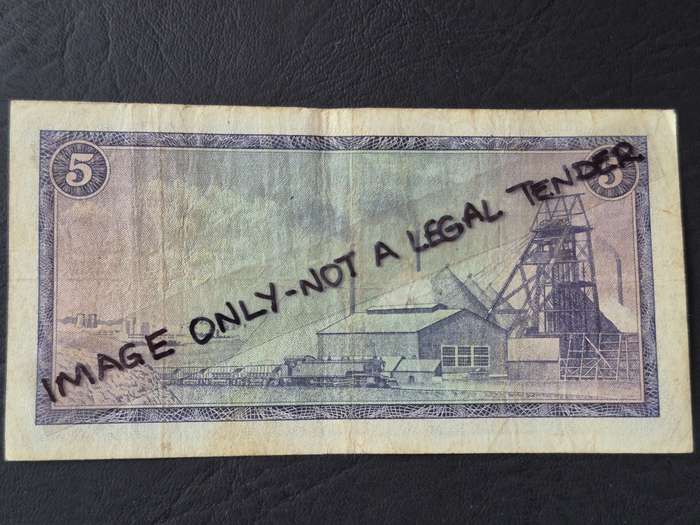 5 5
IMAGE ONLY-NOT A LEGAL TENDER